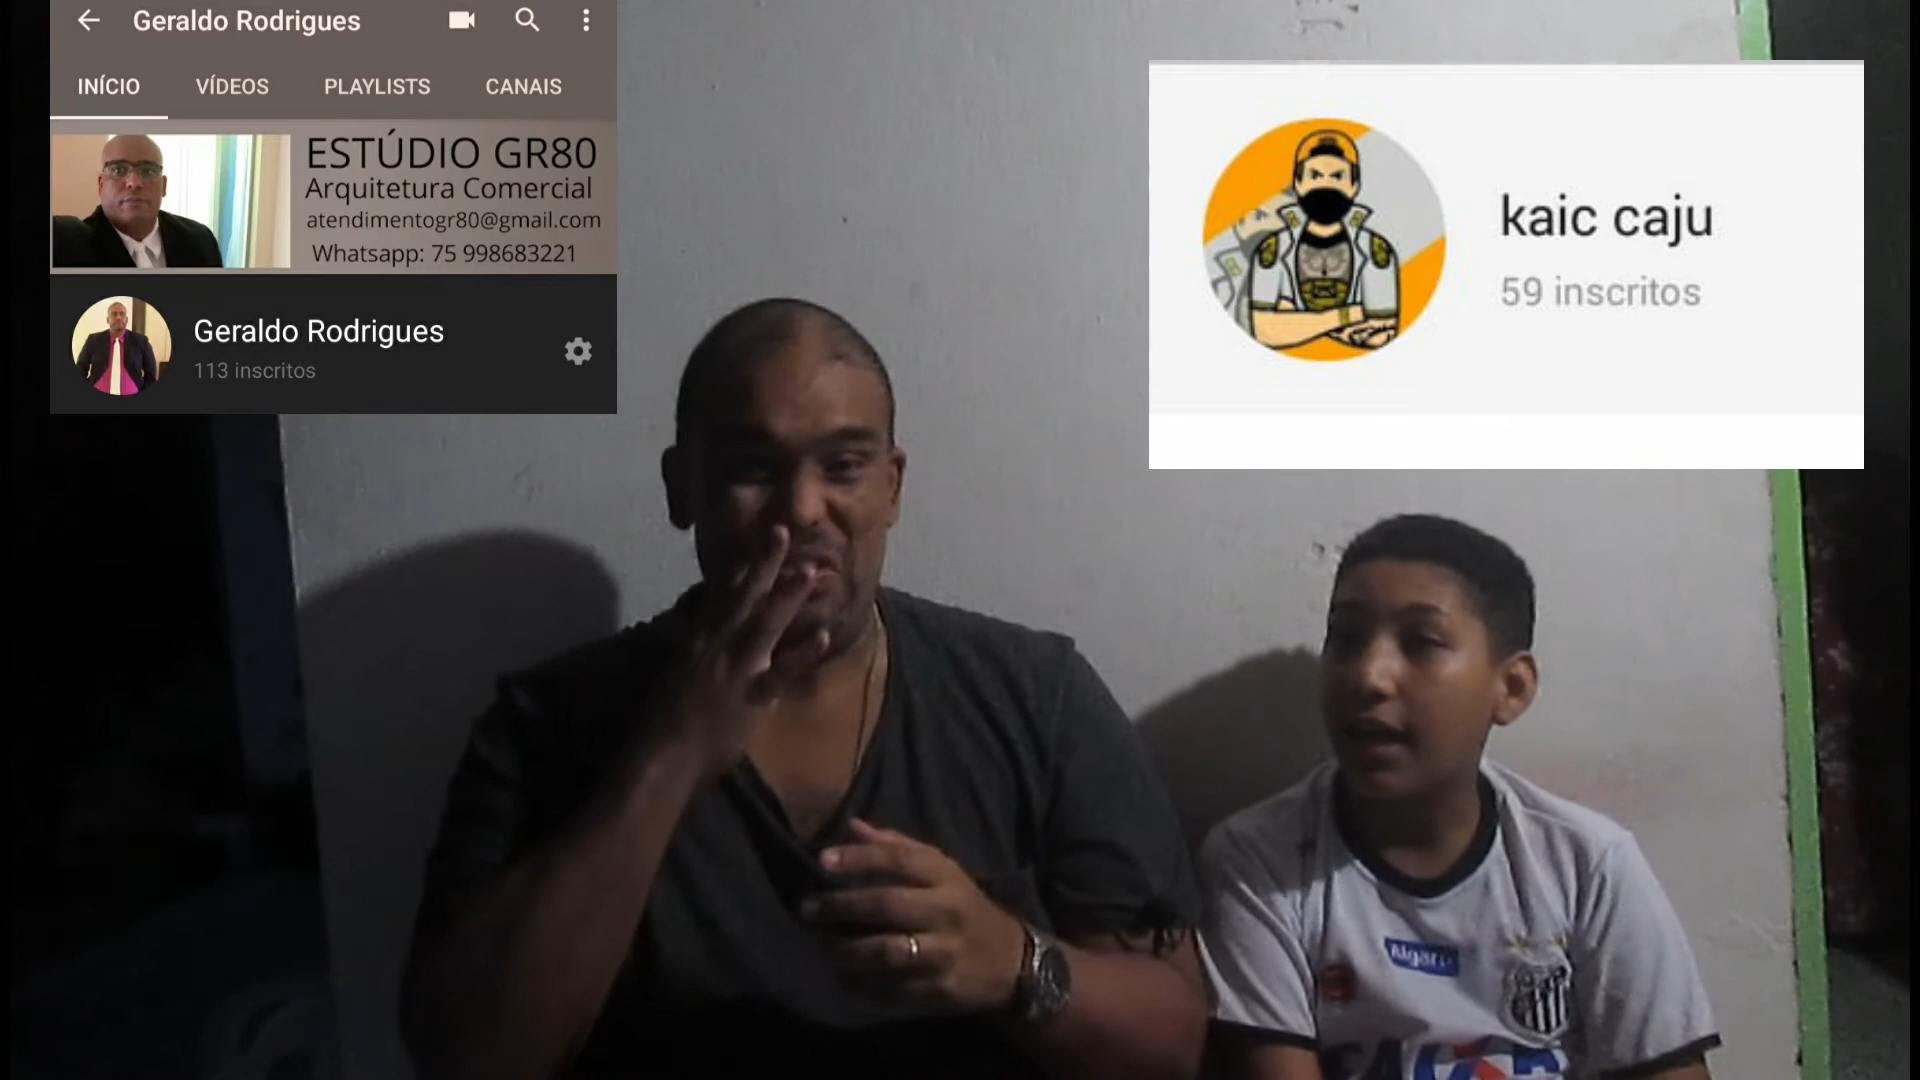 Geraldo Rodrigues
INÍCIO VÍDEOS PLAYLISTS CANAIS
ESTÚDIO GR80
Arquitetura Comercial
atendimentogr80@gmail.com
Whatsapp: 75 998683221
Geraldo Rodrigues
113 inscritos
kaic caju
59 inscritos
Algar